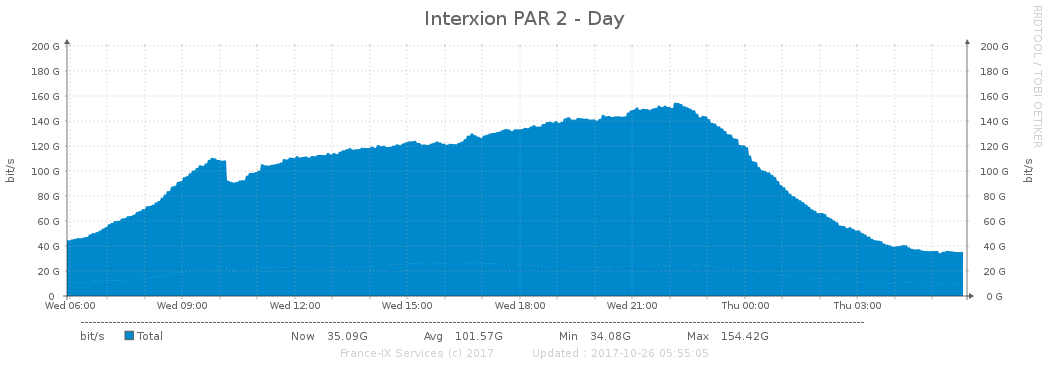 Interxion PAR 2 - Day
RRDTOOL / TOBI OETIKER
200 G 200 G
180 G 180 G
160 G 160 G
140 G 140 G
120 G 120 G
100 G 100 G
80 G 80 G
60 G 60 G
40 G 40 G
20 G 20 G
0 0 G
bit/s bit/s
Wed 06:00 Wed 09:00 Wed 12:00 Wed 15:00 Wed 18:00 Wed 21:00 Thu 00:00 Thu 03:00
bit/s Total Now 35.09G Avg 101.57G Min 34.08G Max 154.42G
France-IX Services (c) 2017 Updated : 2017-10-26 05:55:05